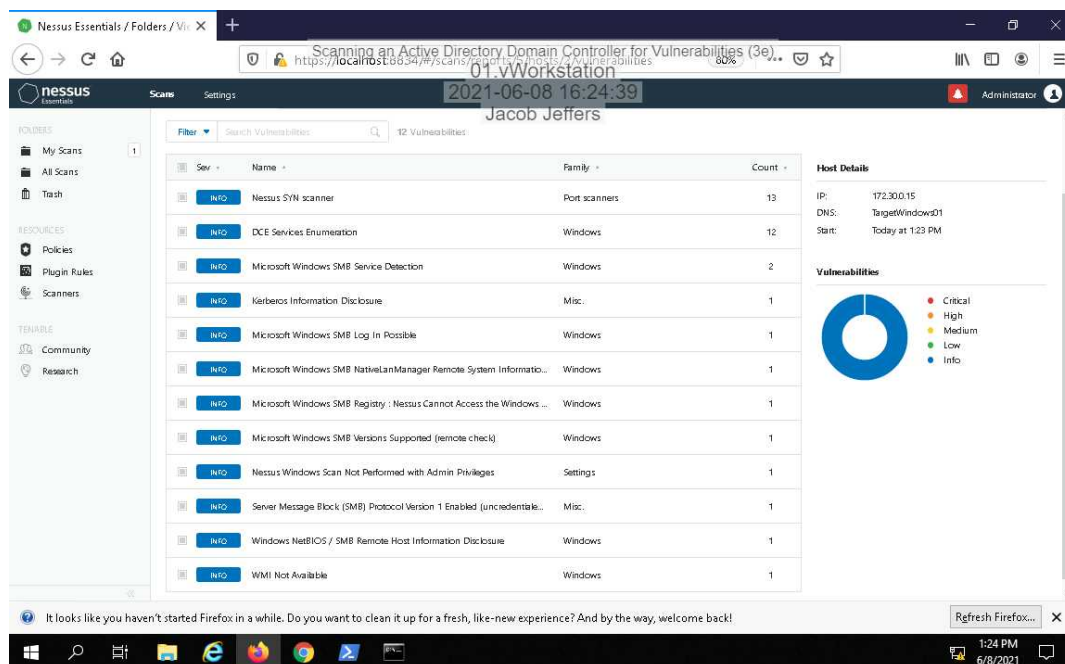 Nessus Essentials / Folders / Vie
Scanning an Active Directory Domain Controller for Vulnerabilities (3e)
https://localhost:8834/#/scans/reports/5/hosts/2/vulnerabilities
80%
01.vWorkstation
2021-06-08 16:24:39
Jacob Jeffers
nessus
Essentials
Scans
Settings
Administrator
FOLDERS
My Scans 1
All Scans
Trash
RESOURCES
Policies
Plugin Rules
Scanners
TENABLE
Community
Research
Filter
Search Vulnerabilities
12 Vulnerabilities
Sev Name Family Count
INFO Nessus SYN scanner Port scanners 13
INFO DCE Services Enumeration Windows 12
INFO Microsoft Windows SMB Service Detection Windows 2
INFO Kerberos Information Disclosure Misc. 1
INFO Microsoft Windows SMB Log In Possible Windows 1
INFO Microsoft Windows SMB NativeLanManager Remote System Informatio... Windows 1
INFO Microsoft Windows SMB Registry : Nessus Cannot Access the Windows ... Windows 1
INFO Microsoft Windows SMB Versions Supported (remote check) Windows 1
INFO Nessus Windows Scan Not Performed with Admin Privileges Settings 1
INFO Server Message Block (SMB) Protocol Version 1 Enabled (uncredentiale... Misc. 1
INFO Windows NetBIOS / SMB Remote Host Information Disclosure Windows 1
INFO WMI Not Available Windows 1
Host Details
IP: 172.30.0.15
DNS: TargetWindows01
Start: Today at 1:23 PM
Vulnerabilities
Critical
High
Medium
Low
Info
It looks like you haven't started Firefox in a while. Do you want to clean it up for a fresh, like-new experience? And by the way, welcome back!
Refresh Firefox...
1:24 PM
6/8/2021